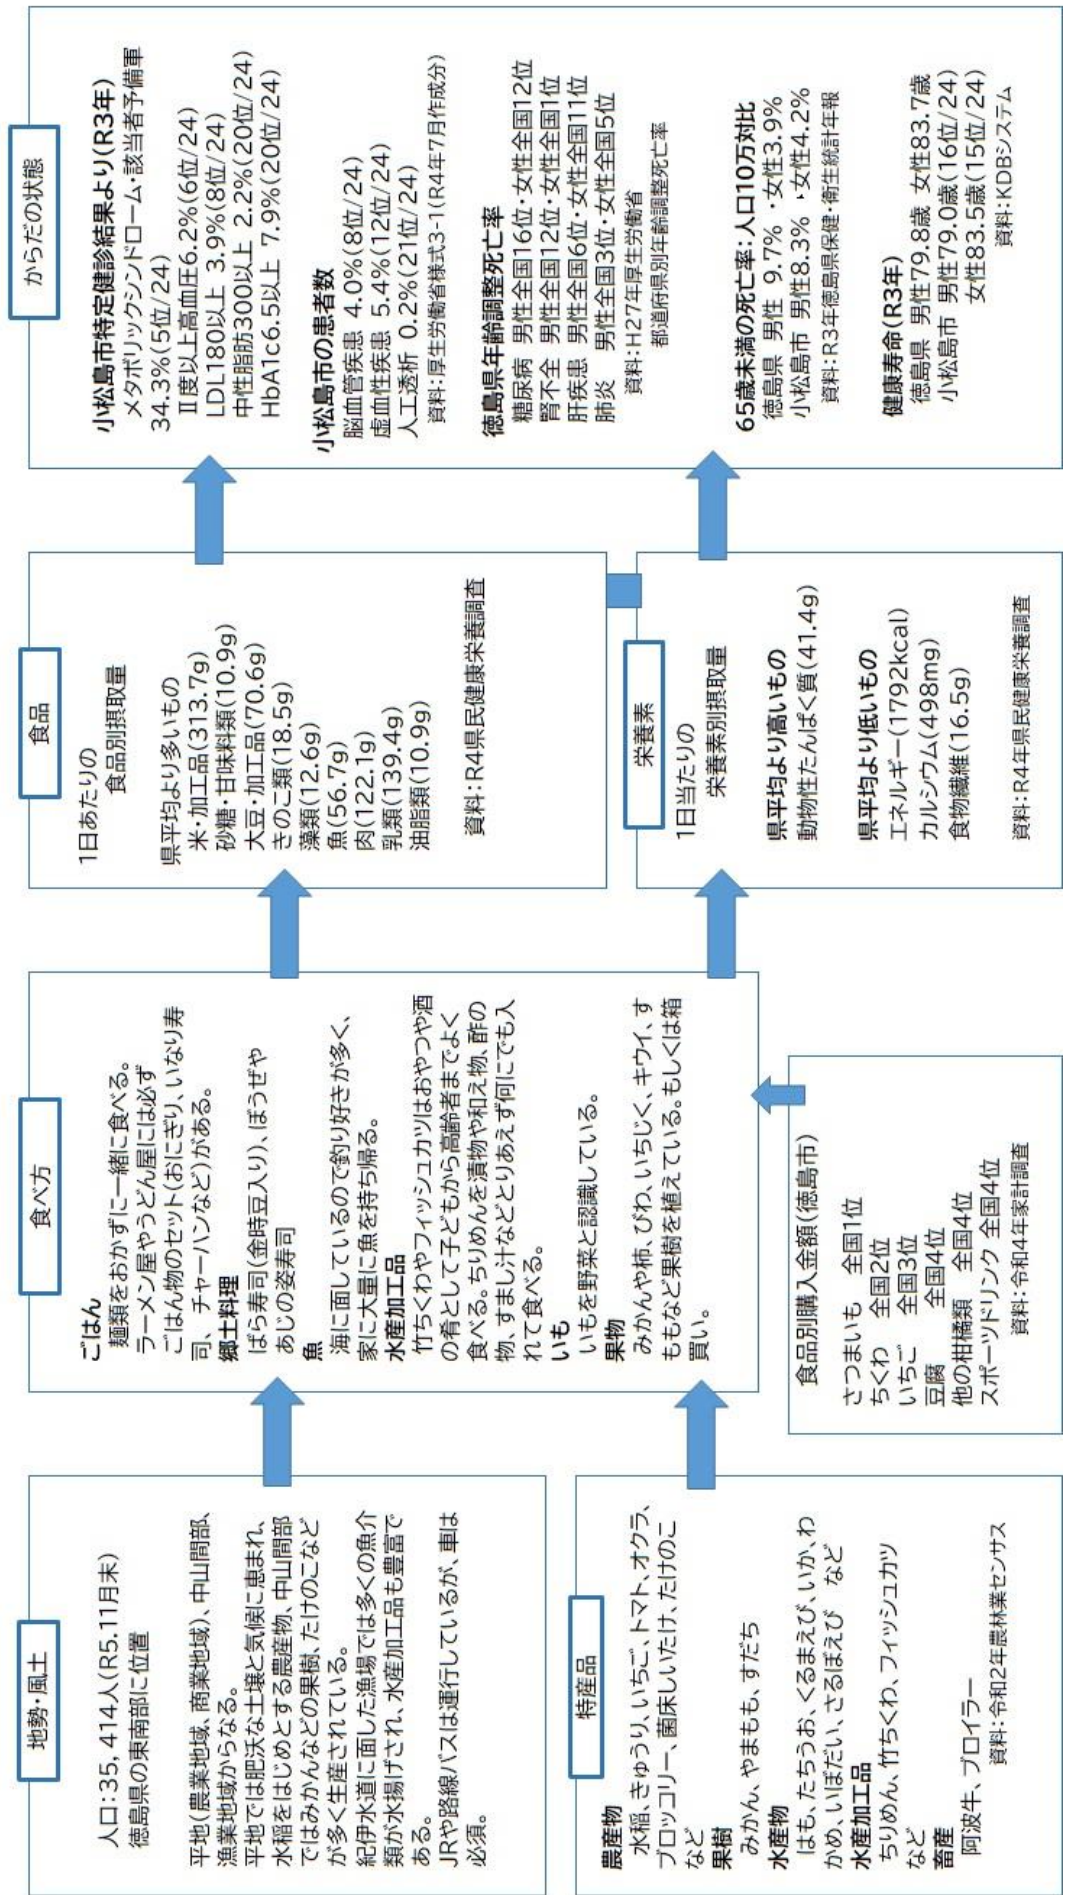 地勢・風土
人口:35,414人(R5.11月末)
徳島県の東南部に位置
平地(農業地域、商業地域)、中山間部、
漁業地域からなる。
平地では肥沃な土壌と気候に恵まれ、
水稲をはじめとする農産物、中山間部
ではみかんなどの果樹、たけのこなど
が多く生産されている。
紀伊水道に面した漁場では多くの魚介
類が水揚げされ、水産加工品も豊富で
ある。
JRや路線バスは運行しているが、車は
必須。
特産品
農産物
水稲、きゅうり、いちご、トマト、オクラ、
ブロッコリー、菌床しいたけ、たけのこ
など
果樹
みかん、やまもも、すだち
水産物
はも、たちうお、くるまえび、いか、わ
かめ、いぼだい、さるぼえび など
水産加工品
ちりめん、竹ちくわ、フィッシュカツ
など
畜産
阿波牛、ブロイラー
資料:令和2年農林業センサス
食べ方
ごはん
麺類をおかずに一緒に食べる。
ラーメン屋やうどん屋には必ず
ごはん物のセット(おにぎり、いなり寿
司、チャーハンなど)がある。
郷土料理
ばら寿司(金時豆入り)、ぼうぜや
あじの姿寿司
魚
海に面しているので釣り好きが多く、
家に大量に魚を持ち帰る。
水産加工品
竹ちくわやフィッシュカツはおやつや酒
の肴として子どもから高齢者までよく
食べる。ちりめんを漬物や和え物、酢の
物、すまし汁などとりあえず何にでも入
れて食べる。
いも
いもを野菜と認識している。
果物
みかんや柿、びわ、いちじく、キウイ、す
ももなど果樹を植えている。もしくは箱
買い。
食品別購入金額(徳島市)
さつまいも 全国1位
ちくわ 全国2位
いちご 全国3位
豆腐 全国4位
他の柑橘類 全国4位
スポーツドリンク 全国4位
資料:令和4年家計調査
食品
1日あたりの
食品別摂取量
県平均より多いもの
米・加工品(313.7g)
砂糖・甘味料類(10.9g)
大豆・加工品(70.6g)
きのこ類(18.5g)
藻類(12.6g)
魚(56.7g)
肉(122.1g)
乳類(139.4g)
油脂類(10.9g)
資料:R4県民健康栄養調査
栄養素
1日当たりの
栄養素別摂取量
県平均より高いもの
動物性たんぱく質(41.4g)
県平均より低いもの
エネルギー(1792kcal)
カルシウム(498mg)
食物繊維(16.5g)
資料:R4年県民健康栄養調査
からだの状態
小松島市特定健診結果より(R3年)
メタボリックシンドローム・該当者予備軍
34.3%(5位/24)
Ⅱ度以上高血圧6.2%(6位/24)
LDL180以上 3.9%(8位/24)
中性脂肪300以上 2.2%(20位/24)
HbA1c6.5以上 7.9%(20位/24)
小松島市の患者数
脳血管疾患 4.0%(8位/24)
虚血性疾患 5.4%(12位/24)
人工透析 0.2%(21位/24)
資料:厚生労働省様式3-1(R4年7月作成分)
徳島県年齢調整死亡率
糖尿病 男性全国16位・女性全国12位
腎不全 男性全国12位・女性全国1位
肝疾患 男性全国6位・女性全国11位
肺炎 男性全国3位・女性全国5位
資料:H27年厚生労働省
都道府県別年齢調整死亡率
65歳未満の死亡率:人口10万対比
徳島県 男性 9.7% ・女性3.9%
小松島市 男性8.3% ・女性4.2%
資料:R3年徳島県保健・衛生統計年報
健康寿命(R3年)
徳島県 男性79.8歳 女性83.7歳
小松島市 男性79.0歳(16位/24)
女性83.5歳(15位/24)
資料:KDBシステム